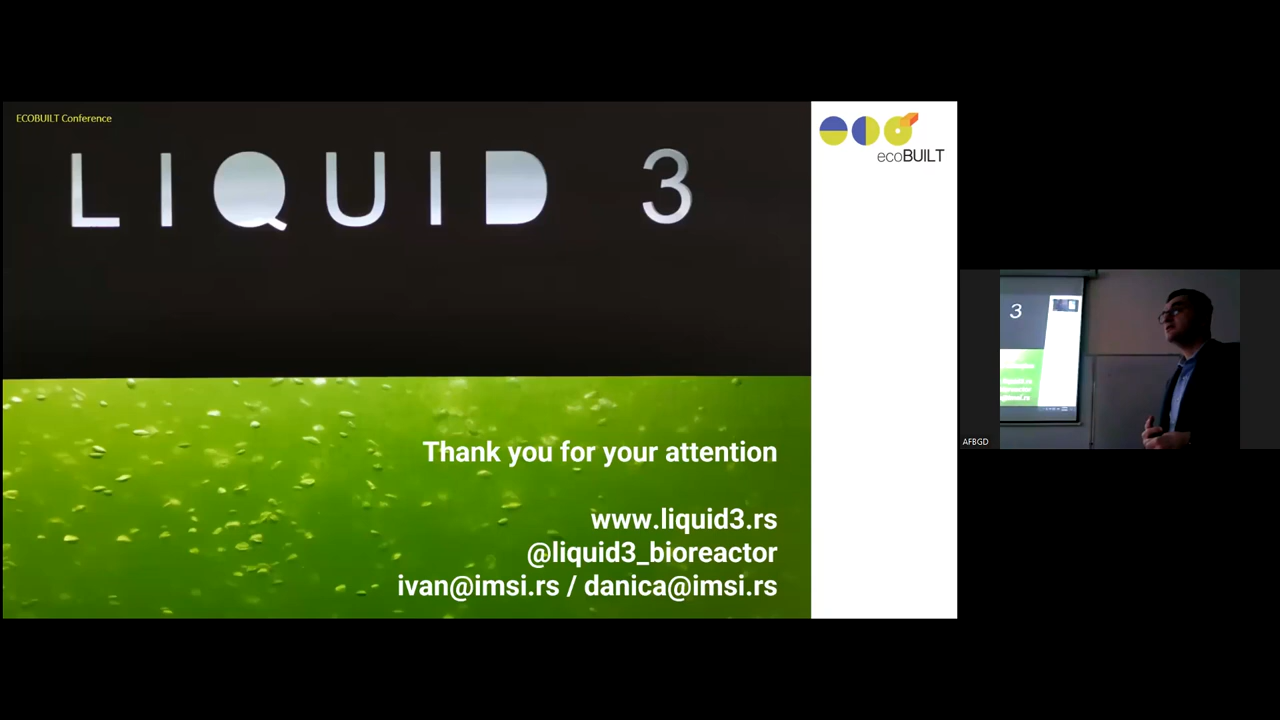 ECOBUILT Conference
LIQUID 3
Thank you for your attention
www.liquid3.rs
@liquid3_bioreactor
ivan@imsi.rs / danica@imsi.rs
ecoBUILT
3
AFBGD